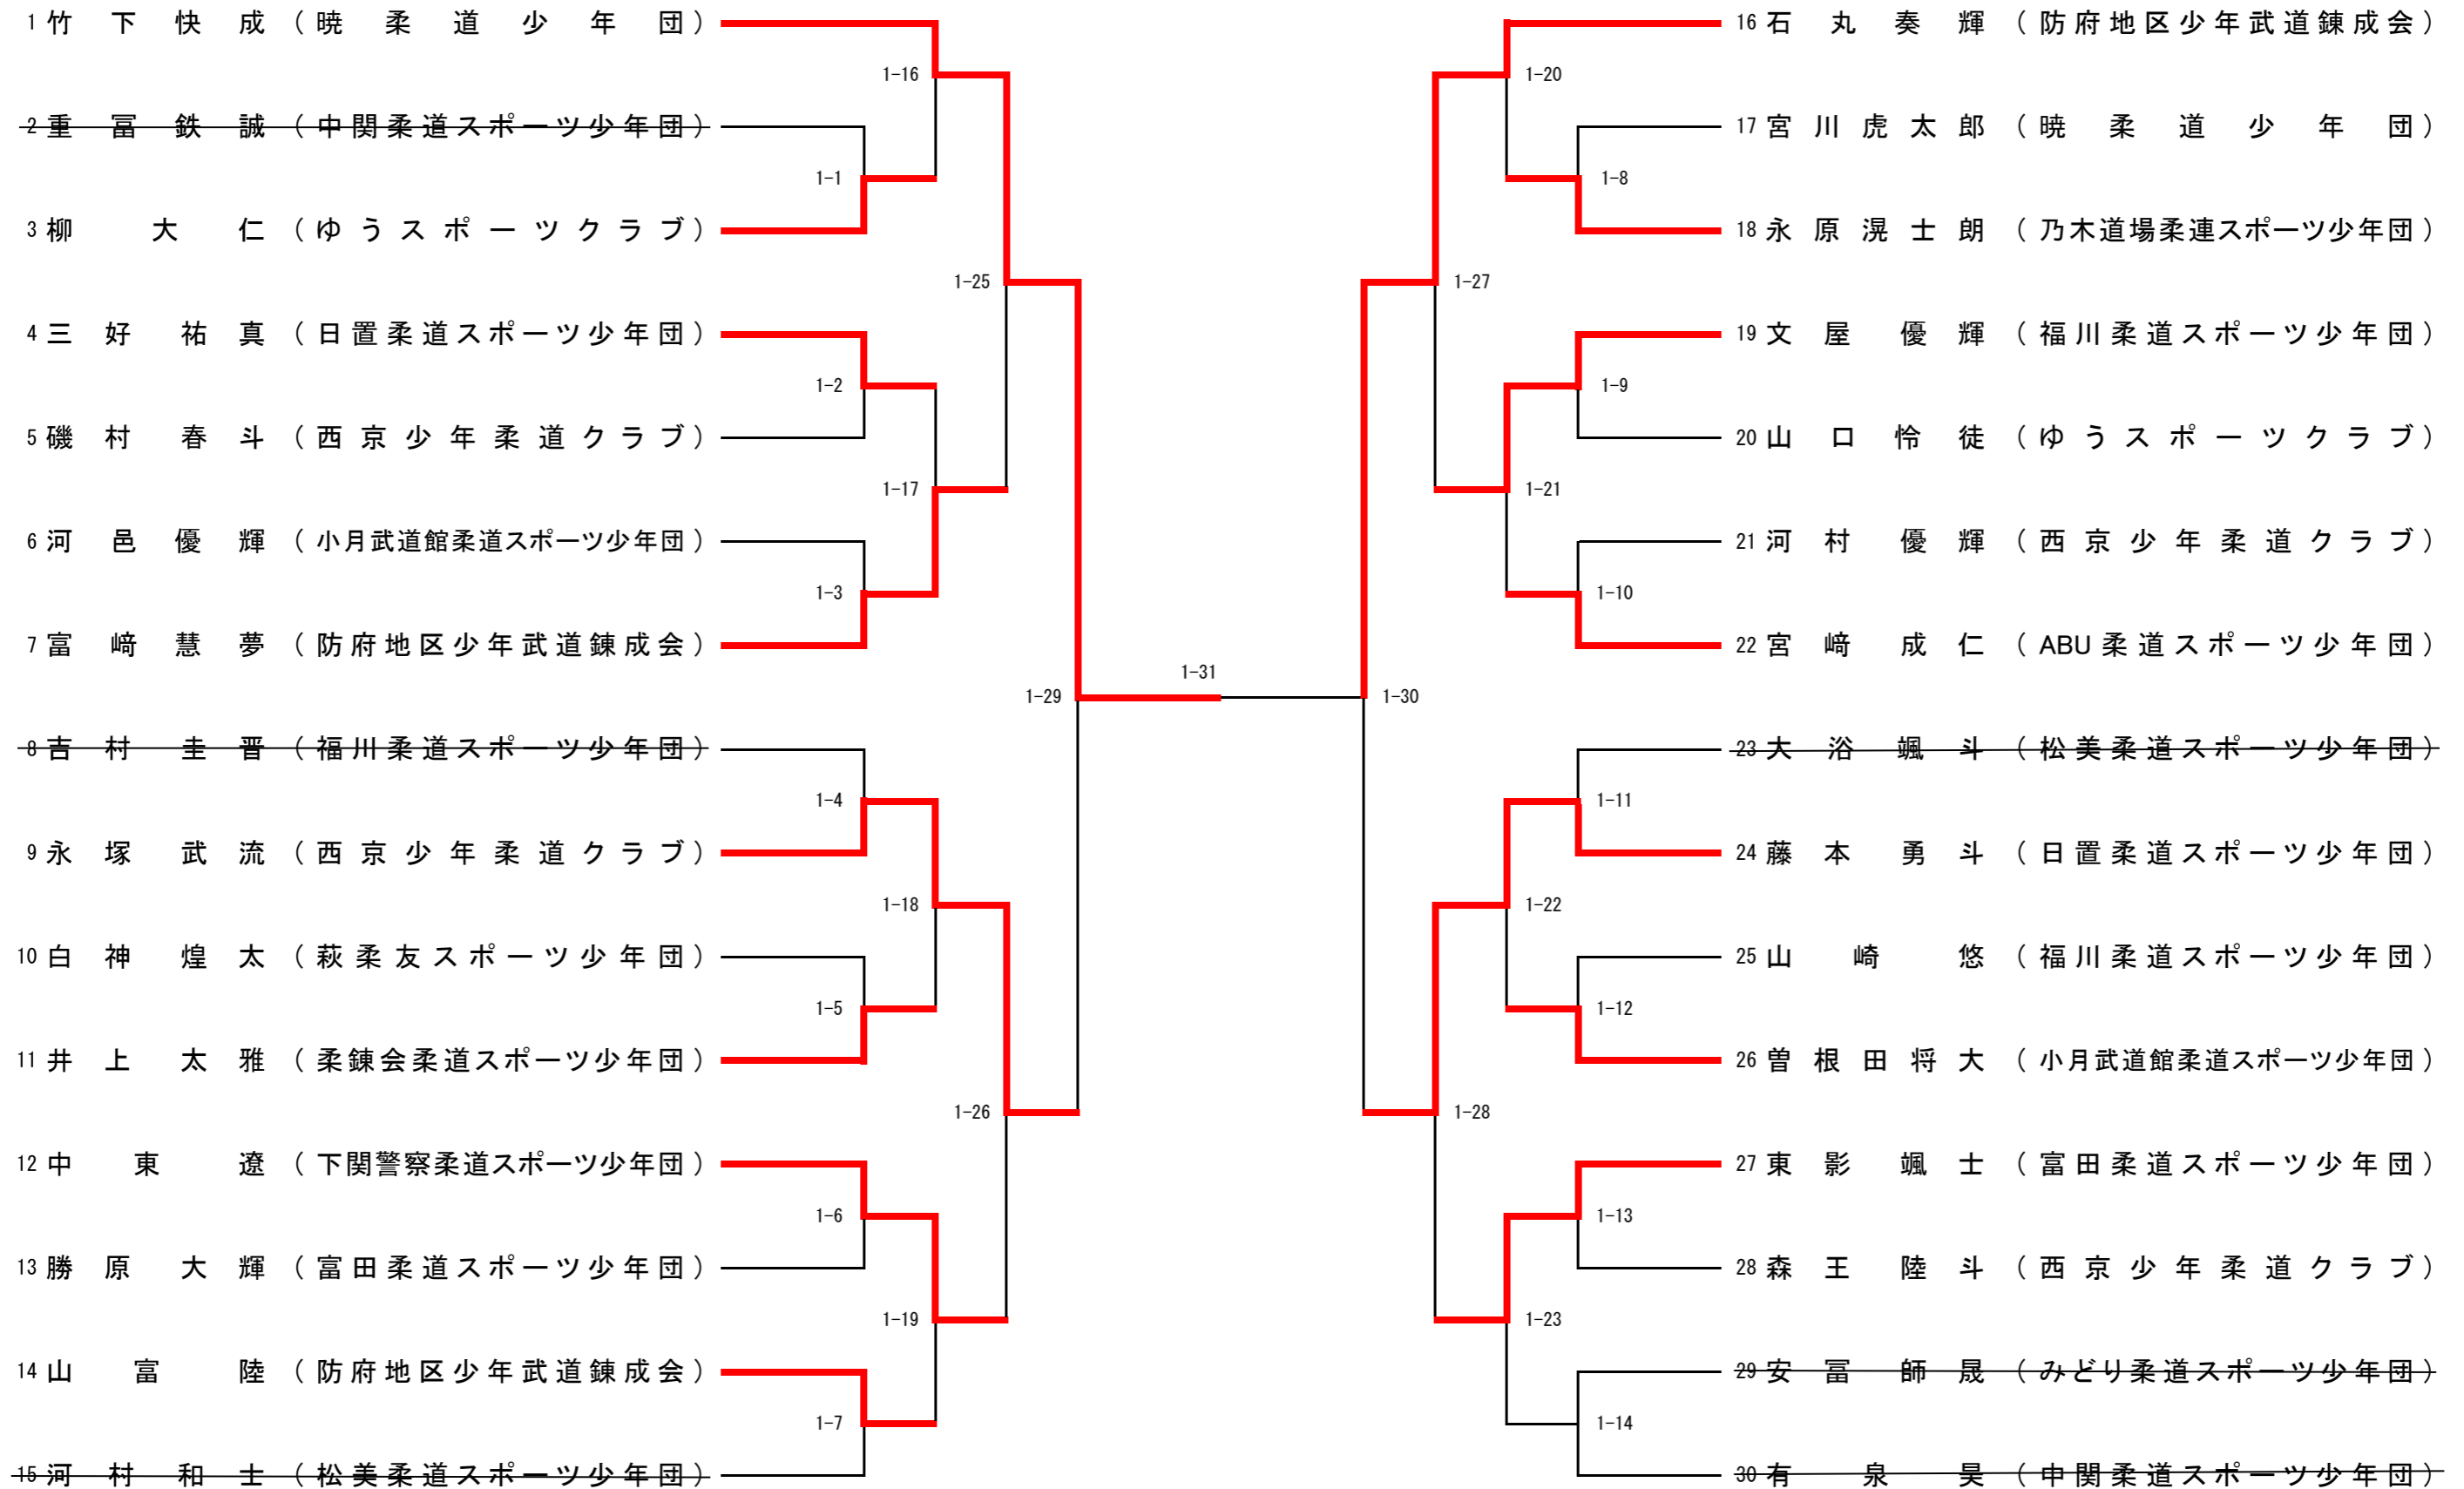 1 竹下快成 (暁柔道少年団)
2 重冨鉄誠 (中関柔道スポーツ少年団)
3 柳大仁 (ゆうスポーツクラブ)
4 三好祐真 (日置柔道スポーツ少年団)
5 磯村春斗 (西京少年柔道クラブ)
6 河邑優輝 (小月武道館柔道スポーツ少年団)
7 富﨑慧夢 (防府地区少年武道錬成会)
8 吉村圭晋 (福川柔道スポーツ少年団)
9 永塚武流 (西京少年柔道クラブ)
10 白神煌太 (萩柔友スポーツ少年団)
11 井上太雅 (柔錬会柔道スポーツ少年団)
12 中東遼 (下関警察柔道スポーツ少年団)
13 勝原大輝 (富田柔道スポーツ少年団)
14 山富陸 (防府地区少年武道錬成会)
15 河村和士 (松美柔道スポーツ少年団)
1-16
1-1
1-25
1-2
1-17
1-3
1-29
1-4
1-18
1-5
1-26
1-6
1-19
1-7
1-31
1-20
1-8
1-27
1-9
1-21
1-10
1-30
1-11
1-22
1-12
1-28
1-13
1-23
1-14
16 石丸奏輝 (防府地区少年武道錬成会)
17 宮川虎太郎 (暁柔道少年団)
18 永原滉士朗 (乃木道場柔連スポーツ少年団)
19 文屋優輝 (福川柔道スポーツ少年団)
20 山口怜徒 (ゆうスポーツクラブ)
21 河村優輝 (西京少年柔道クラブ)
22 宮﨑成仁 (ABU柔道スポーツ少年団)
23 大浴颯斗 (松美柔道スポーツ少年団)
24 藤本勇斗 (日置柔道スポーツ少年団)
25 山崎悠 (福川柔道スポーツ少年団)
26 曽根田将大 (小月武道館柔道スポーツ少年団)
27 東影颯士 (富田柔道スポーツ少年団)
28 森王陸斗 (西京少年柔道クラブ)
29 安冨師晟 (みどり柔道スポーツ少年団)
30 有泉昊 (中関柔道スポーツ少年団)